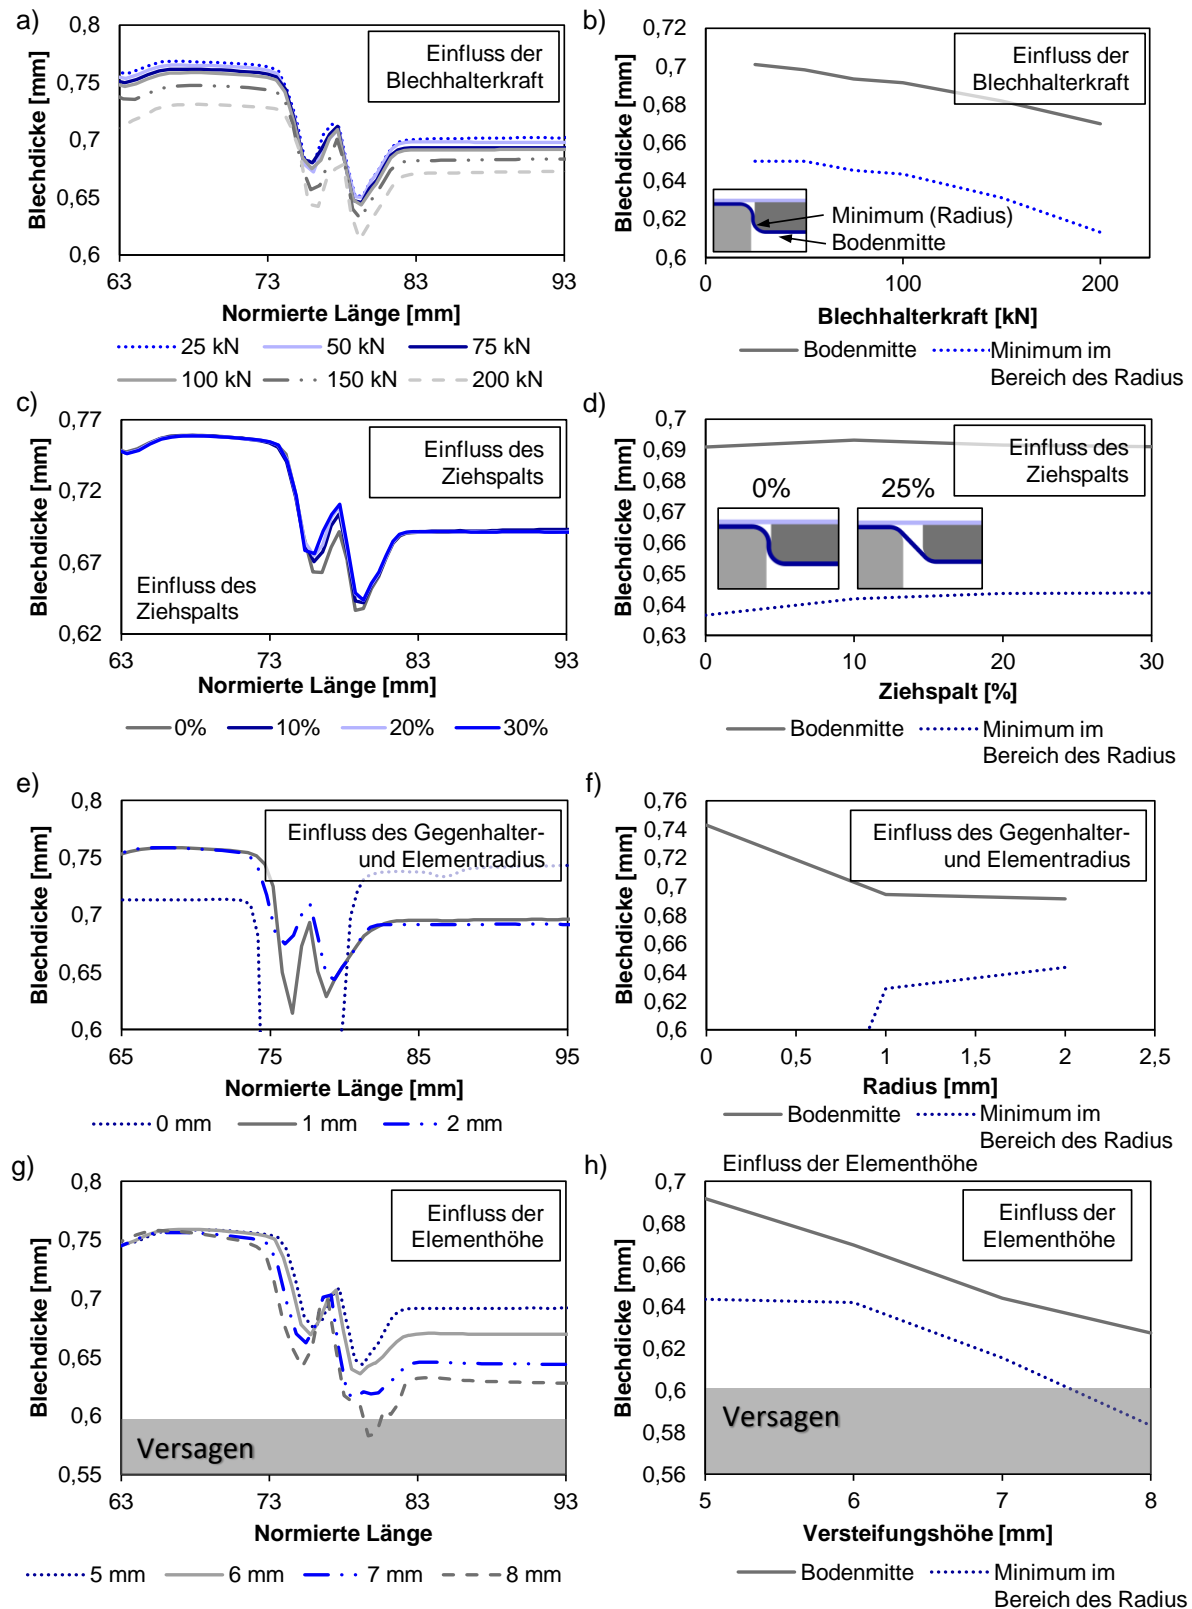 a)
0,8
0,75
0,7
0,65
0,6
Blechdicke [mm]
Einfluss der
Blechhalterkraft
63 73 83 93
Normierte Länge [mm]
25 kN 50 kN 75 kN
100 kN 150 kN 200 kN
b)
0,72
0,7
0,68
0,66
0,64
0,62
0,6
Blechdicke [mm]
Einfluss der
Blechhalterkraft
Minimum (Radius)
Bodenmitte
0 100 200
Blechhalterkraft [kN]
Bodenmitte Minimum im
Bereich des Radius
c)
0,77
0,72
0,67
0,62
Blechdicke [mm]
Einfluss des
Ziehspalts
Einfluss des
Ziehspalts
63 73 83 93
Normierte Länge [mm]
0% 10% 20% 30%
d)
0,7
0,69
0,68
0,67
0,66
0,65
0,64
0,63
Blechdicke [mm]
Einfluss des
Ziehspalts
0% 25%
0 10 20 30
Ziehspalt [%]
Bodenmitte Minimum im
Bereich des Radius
e)
0,8
0,75
0,7
0,65
0,6
Blechdicke [mm]
Einfluss des Gegenhalter-
und Elementradius
65 75 85 95
Normierte Länge [mm]
0 mm 1 mm 2 mm
f)
0,76
0,74
0,72
0,7
0,68
0,66
0,64
0,62
0,6
Blechdicke [mm]
Einfluss des Gegenhalter-
und Elementradius
0 0,5 1 1,5 2 2,5
Radius [mm]
Bodenmitte Minimum im
Bereich des Radius
g)
0,8
0,75
0,7
0,65
0,6
0,55
Blechdicke [mm]
Einfluss der
Elementhöhe
Versagen
63 73 83 93
Normierte Länge
5 mm 6 mm 7 mm 8 mm
h)
Einfluss der Elementhöhe
0,7
0,68
0,66
0,64
0,62
0,6
0,58
0,56
Blechdicke [mm]
Einfluss der
Elementhöhe
Versagen
5 6 7 8
Versteifungshöhe [mm]
Bodenmitte Minimum im
Bereich des Radius